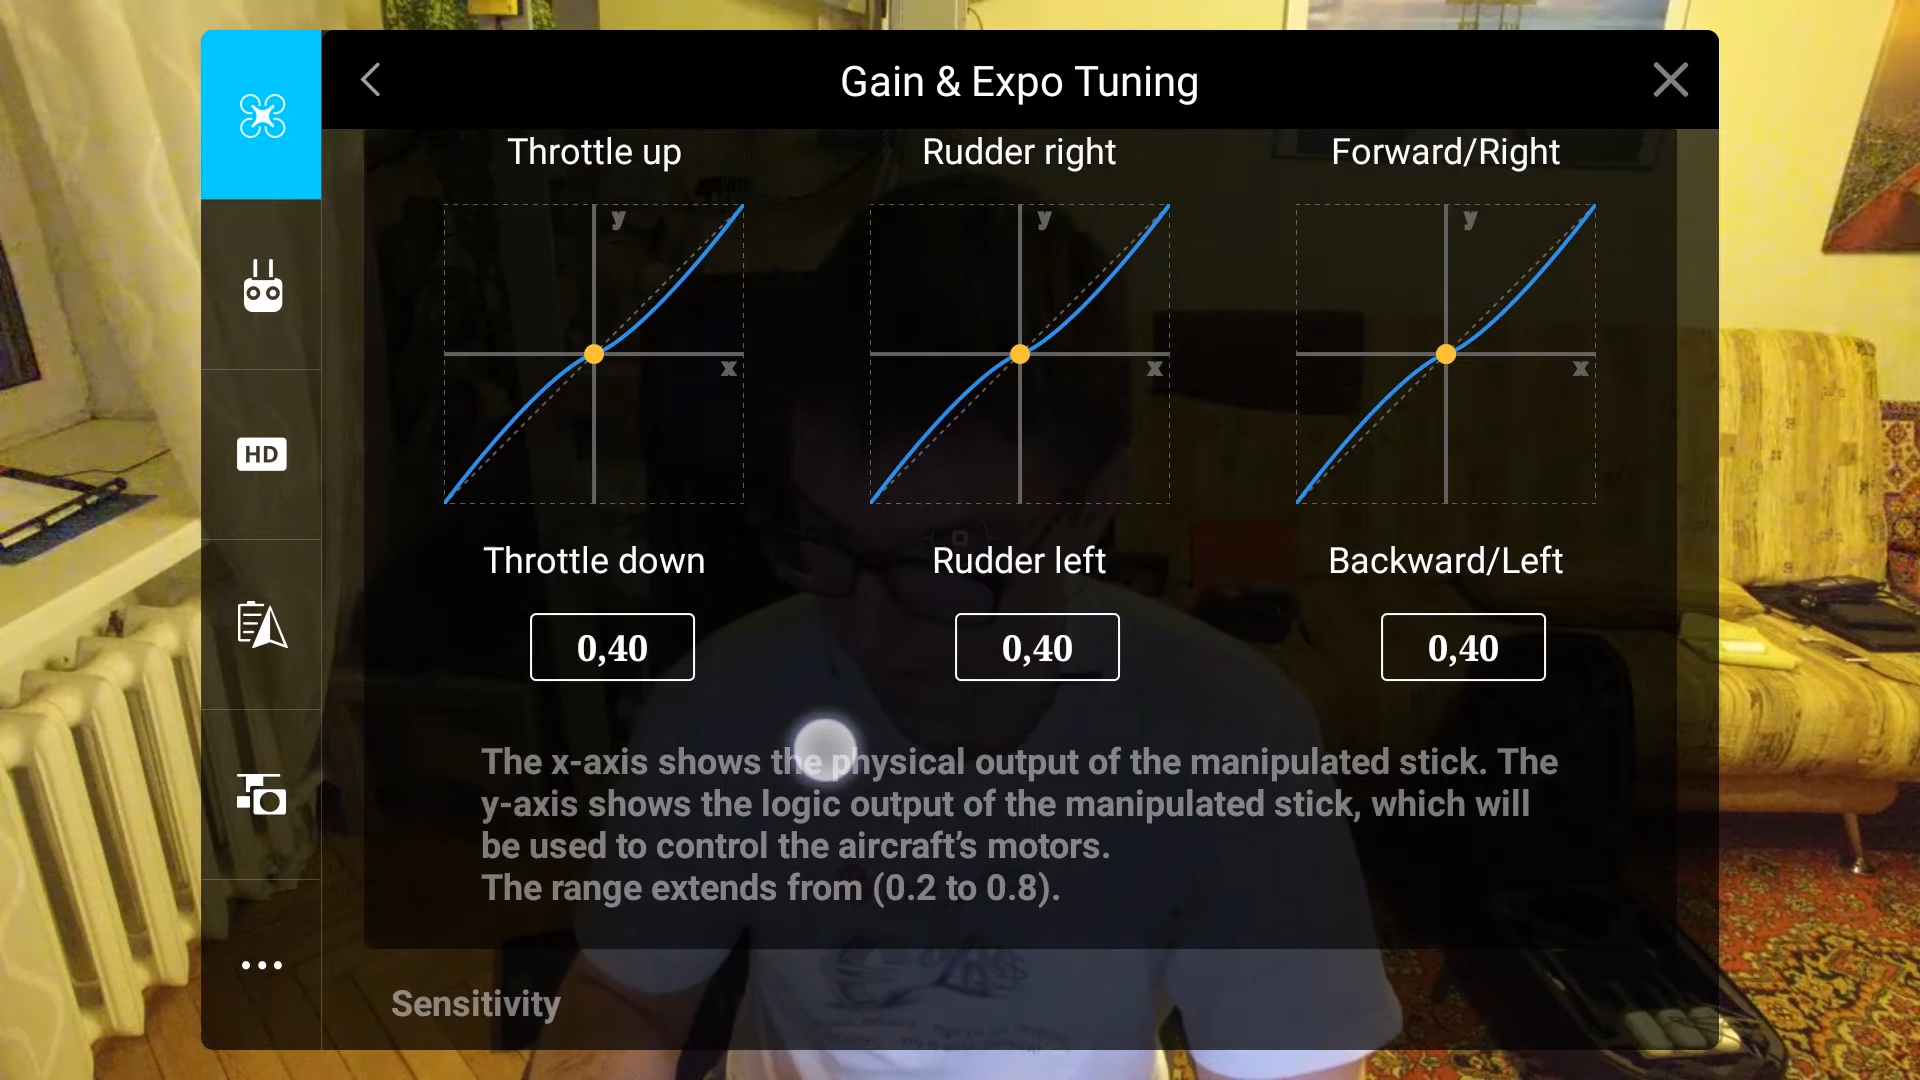 Gain & Expo Tuning
Throttle up
Rudder right
Forward/Right
y
y
y
x
x
x
HD
Throttle down
Rudder left
Backward/Left
0,40
0,40
0,40
The x-axis shows the physical output of the manipulated stick. The
y-axis shows the logic output of the manipulated stick, which will
be used to control the aircraft's motors.
The range extends from (0.2 to 0.8).
Sensitivity